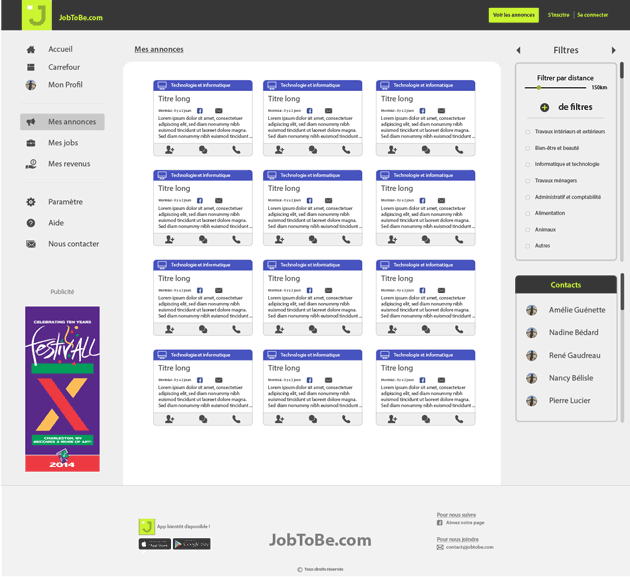 JobToBe.com
Voir les annonces
S'inscrire
Se connecter
Accueil
Carrefour
Mon Profil
Mes annonces
Mes jobs
Mes revenus
Paramètre
Aide
Nous contacter
Publicité
CELEBRATING TEN YEARS
FESTIVALL
CHARLESTON, WV
BECOMES A WORK OF ART!
2014
Mes annonces
Technologie et informatique
Titre long
Montréal - Il y a 2 jours
Lorem ipsum dolor sit amet, consectetuer
adipiscing elit, sed diam nonummy nibh
euismod tincidunt ut laoreet dolore magna.
Sed diam nonummy nibh euismod tincidunt ...
Technologie et informatique
Titre long
Montréal - Il y a 2 jours
Lorem ipsum dolor sit amet, consectetuer
adipiscing elit, sed diam nonummy nibh
euismod tincidunt ut laoreet dolore magna.
Sed diam nonummy nibh euismod tincidunt ...
Technologie et informatique
Titre long
Montréal - Il y a 2 jours
Lorem ipsum dolor sit amet, consectetuer
adipiscing elit, sed diam nonummy nibh
euismod tincidunt ut laoreet dolore magna.
Sed diam nonummy nibh euismod tincidunt ...
Technologie et informatique
Titre long
Montréal - Il y a 2 jours
Lorem ipsum dolor sit amet, consectetuer
adipiscing elit, sed diam nonummy nibh
euismod tincidunt ut laoreet dolore magna.
Sed diam nonummy nibh euismod tincidunt ...
Technologie et informatique
Titre long
Montréal - Il y a 2 jours
Lorem ipsum dolor sit amet, consectetuer
adipiscing elit, sed diam nonummy nibh
euismod tincidunt ut laoreet dolore magna.
Sed diam nonummy nibh euismod tincidunt ...
Technologie et informatique
Titre long
Montréal - Il y a 2 jours
Lorem ipsum dolor sit amet, consectetuer
adipiscing elit, sed diam nonummy nibh
euismod tincidunt ut laoreet dolore magna.
Sed diam nonummy nibh euismod tincidunt ...
Technologie et informatique
Titre long
Montréal - Il y a 2 jours
Lorem ipsum dolor sit amet, consectetuer
adipiscing elit, sed diam nonummy nibh
euismod tincidunt ut laoreet dolore magna.
Sed diam nonummy nibh euismod tincidunt ...
Technologie et informatique
Titre long
Montréal - Il y a 2 jours
Lorem ipsum dolor sit amet, consectetuer
adipiscing elit, sed diam nonummy nibh
euismod tincidunt ut laoreet dolore magna.
Sed diam nonummy nibh euismod tincidunt ...
Technologie et informatique
Titre long
Montréal - Il y a 2 jours
Lorem ipsum dolor sit amet, consectetuer
adipiscing elit, sed diam nonummy nibh
euismod tincidunt ut laoreet dolore magna.
Sed diam nonummy nibh euismod tincidunt ...
Technologie et informatique
Titre long
Montréal - Il y a 2 jours
Lorem ipsum dolor sit amet, consectetuer
adipiscing elit, sed diam nonummy nibh
euismod tincidunt ut laoreet dolore magna.
Sed diam nonummy nibh euismod tincidunt ...
Technologie et informatique
Titre long
Montréal - Il y a 2 jours
Lorem ipsum dolor sit amet, consectetuer
adipiscing elit, sed diam nonummy nibh
euismod tincidunt ut laoreet dolore magna.
Sed diam nonummy nibh euismod tincidunt ...
Technologie et informatique
Titre long
Montréal - Il y a 2 jours
Lorem ipsum dolor sit amet, consectetuer
adipiscing elit, sed diam nonummy nibh
euismod tincidunt ut laoreet dolore magna.
Sed diam nonummy nibh euismod tincidunt ...
Filtres
Filtrer par distance
150km
de filtres
Travaux intérieurs et extérieurs
Bien-être et beauté
Informatique et technologie
Travaux ménagers
Administratif et comptabilité
Alimentation
Animaux
Autres
Contacts
Amélie Guénette
Nadine Bédard
René Gaudreau
Nancy Bélisle
Pierre Lucier
App bientôt disponible !
App Store
Google play
JobToBe.com
Pour nous suivre
Aimez notre page
Pour nous joindre
contact@jobtobe.com
© Tous droits réservés